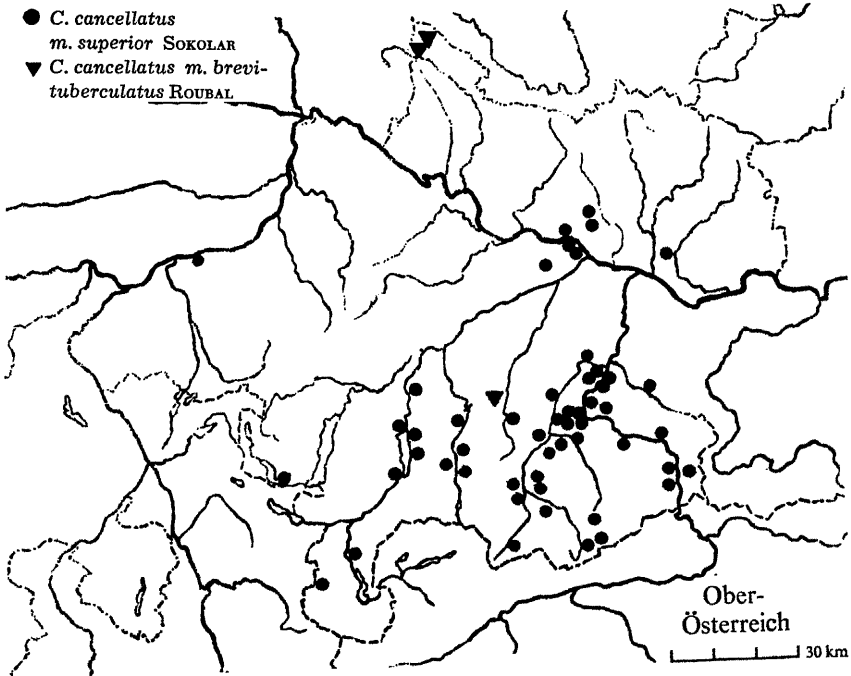 C. cancellatus
m. superior SOKOLAR
C. cancellatus m. brevi-
tuberculatus ROUBAL
Ober-
Österreich
30 km